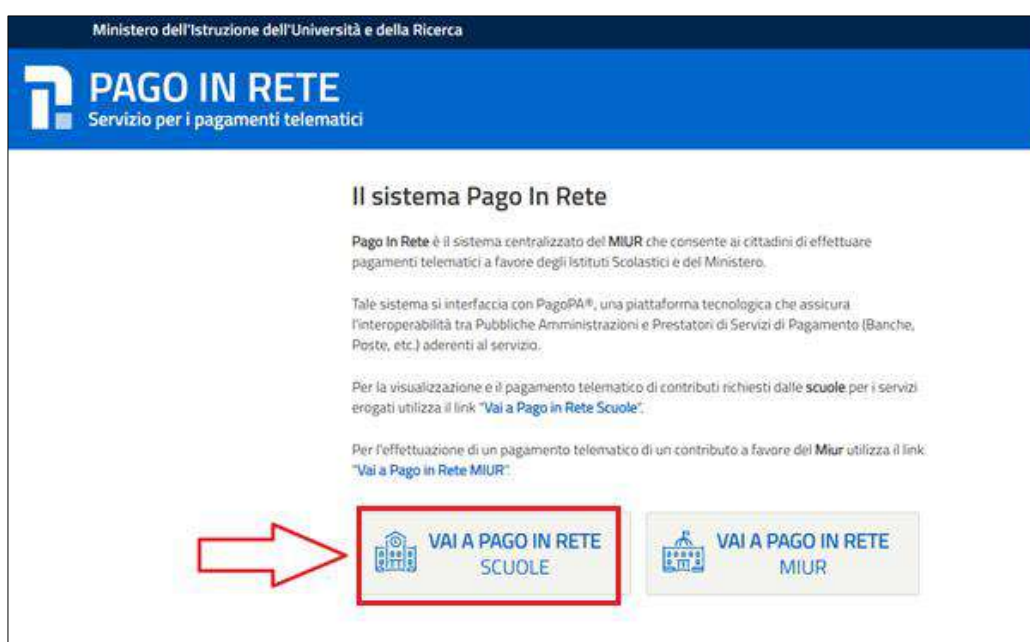 Ministero dell'Istruzione dell'Università e della Ricerca
PAGO IN RETE
Servizio per i pagamenti telematici
Il sistema Pago In Rete
Pago In Rete è il sistema centralizzato del MIUR che consente ai cittadini di effettuare
pagamenti telematici a favore degli Istituti Scolastici e del Ministero.
Tale sistema si interfaccia con PagoPA®, una piattaforma tecnologica che assicura
l'interoperabilità tra Pubbliche Amministrazioni e Prestatori di Servizi di Pagamento (Banche,
Poste, etc.) aderenti al servizio.
Per la visualizzazione e il pagamento telematico di contributi richiesti dalle scuole per i servizi
erogati utilizza il link "Vai a Pago in Rete Scuole".
Per l'effettuazione di un pagamento telematico di un contributo a favore del Miur utilizza il link
"Vai a Pago in Rete MIUR".
VAI A PAGO IN RETE
SCUOLE
VAI A PAGO IN RETE
MIUR